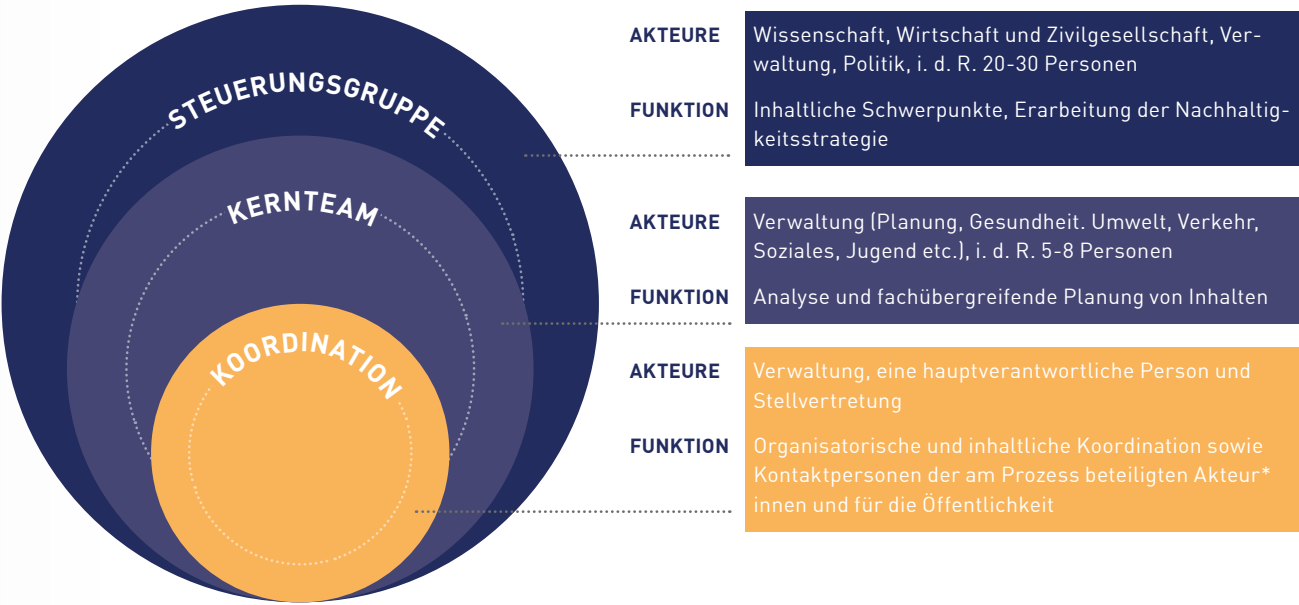 STEUERUNGSGRUPPE
KERNTEAM
KOORDINATION
AKTEURE
Wissenschaft, Wirtschaft und Zivilgesellschaft, Ver-
waltung, Politik, i. d. R. 20-30 Personen
FUNKTION
Inhaltliche Schwerpunkte, Erarbeitung der Nachhaltig-
keitsstrategie
AKTEURE
Verwaltung (Planung, Gesundheit. Umwelt, Verkehr,
Soziales, Jugend etc.), i. d. R. 5-8 Personen
FUNKTION
Analyse und fachübergreifende Planung von Inhalten
AKTEURE
Verwaltung, eine hauptverantwortliche Person und
Stellvertretung
FUNKTION
Organisatorische und inhaltliche Koordination sowie
Kontaktpersonen der am Prozess beteiligten Akteur*
innen und für die Öffentlichkeit